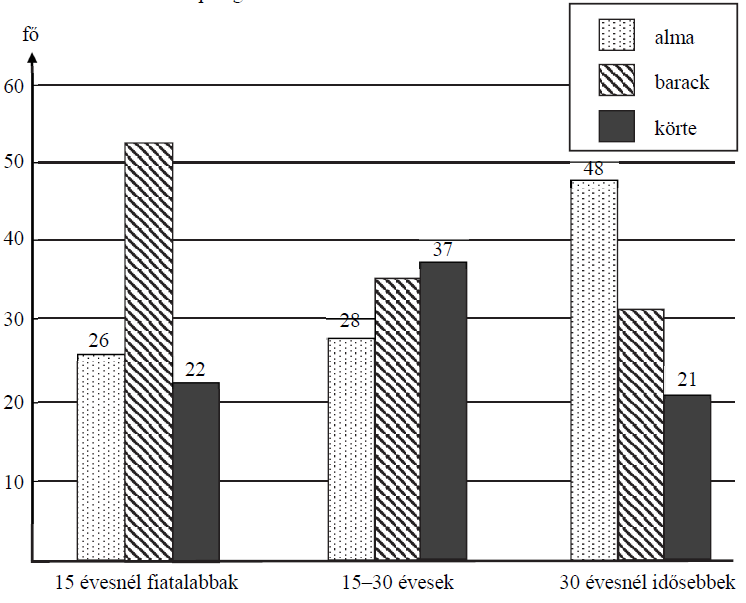 fő
alma
barack
körte
60
50
40
30
20
10
26
22
28
37
48
21
15 évesnél fiatalabbak
15–30 évesek
30 évesnél idősebbek